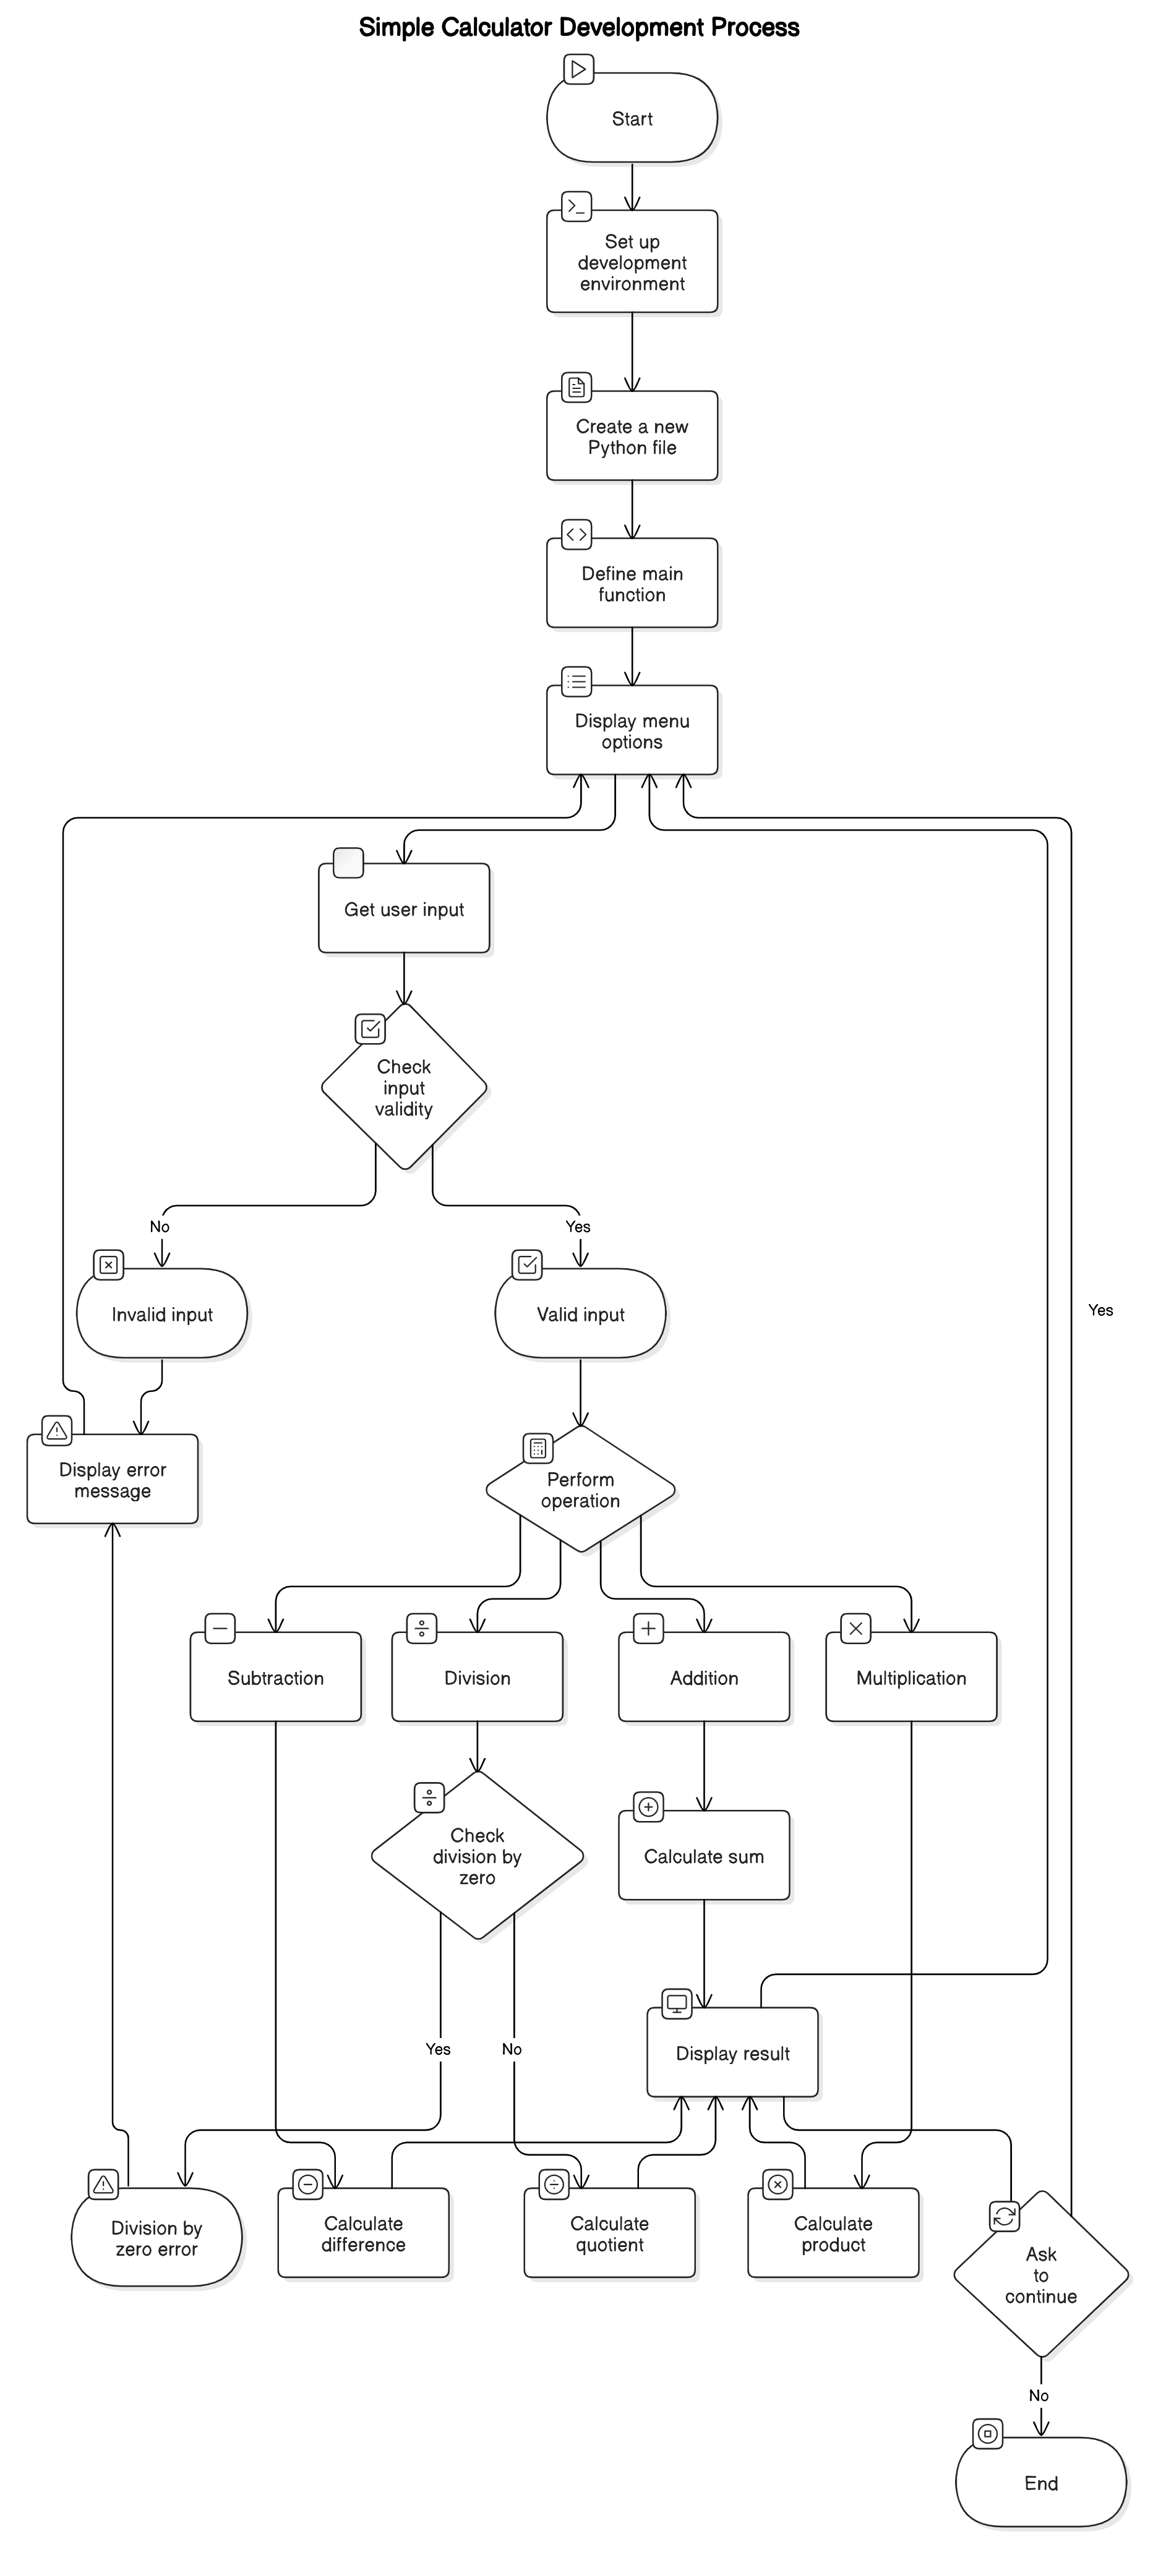 Simple Calculator Development Process
Start
Set up
development
environment
Create a new
Python file
Define main
function
Display menu
options
Get user input
Check
input
validity
No
Yes
Invalid input
Valid input
Yes
Display error
message
Perform
operation
Subtraction
Division
Addition
Multiplication
Check
division by
zero
Calculate sum
Yes
No
Display result
Division by
zero error
Calculate
difference
Calculate
quotient
Calculate
product
Ask
to
continue
No
End